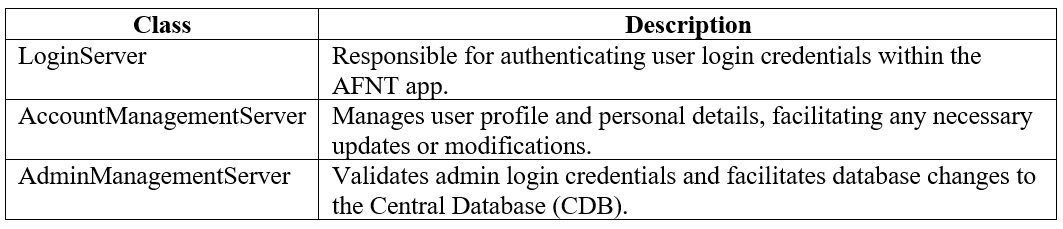 Class Description
LoginServer Responsible for authenticating user login credentials within the
AFNT app.
AccountManagementServer Manages user profile and personal details, facilitating any necessary
updates or modifications.
AdminManagementServer Validates admin login credentials and facilitates database changes to
the Central Database (CDB).